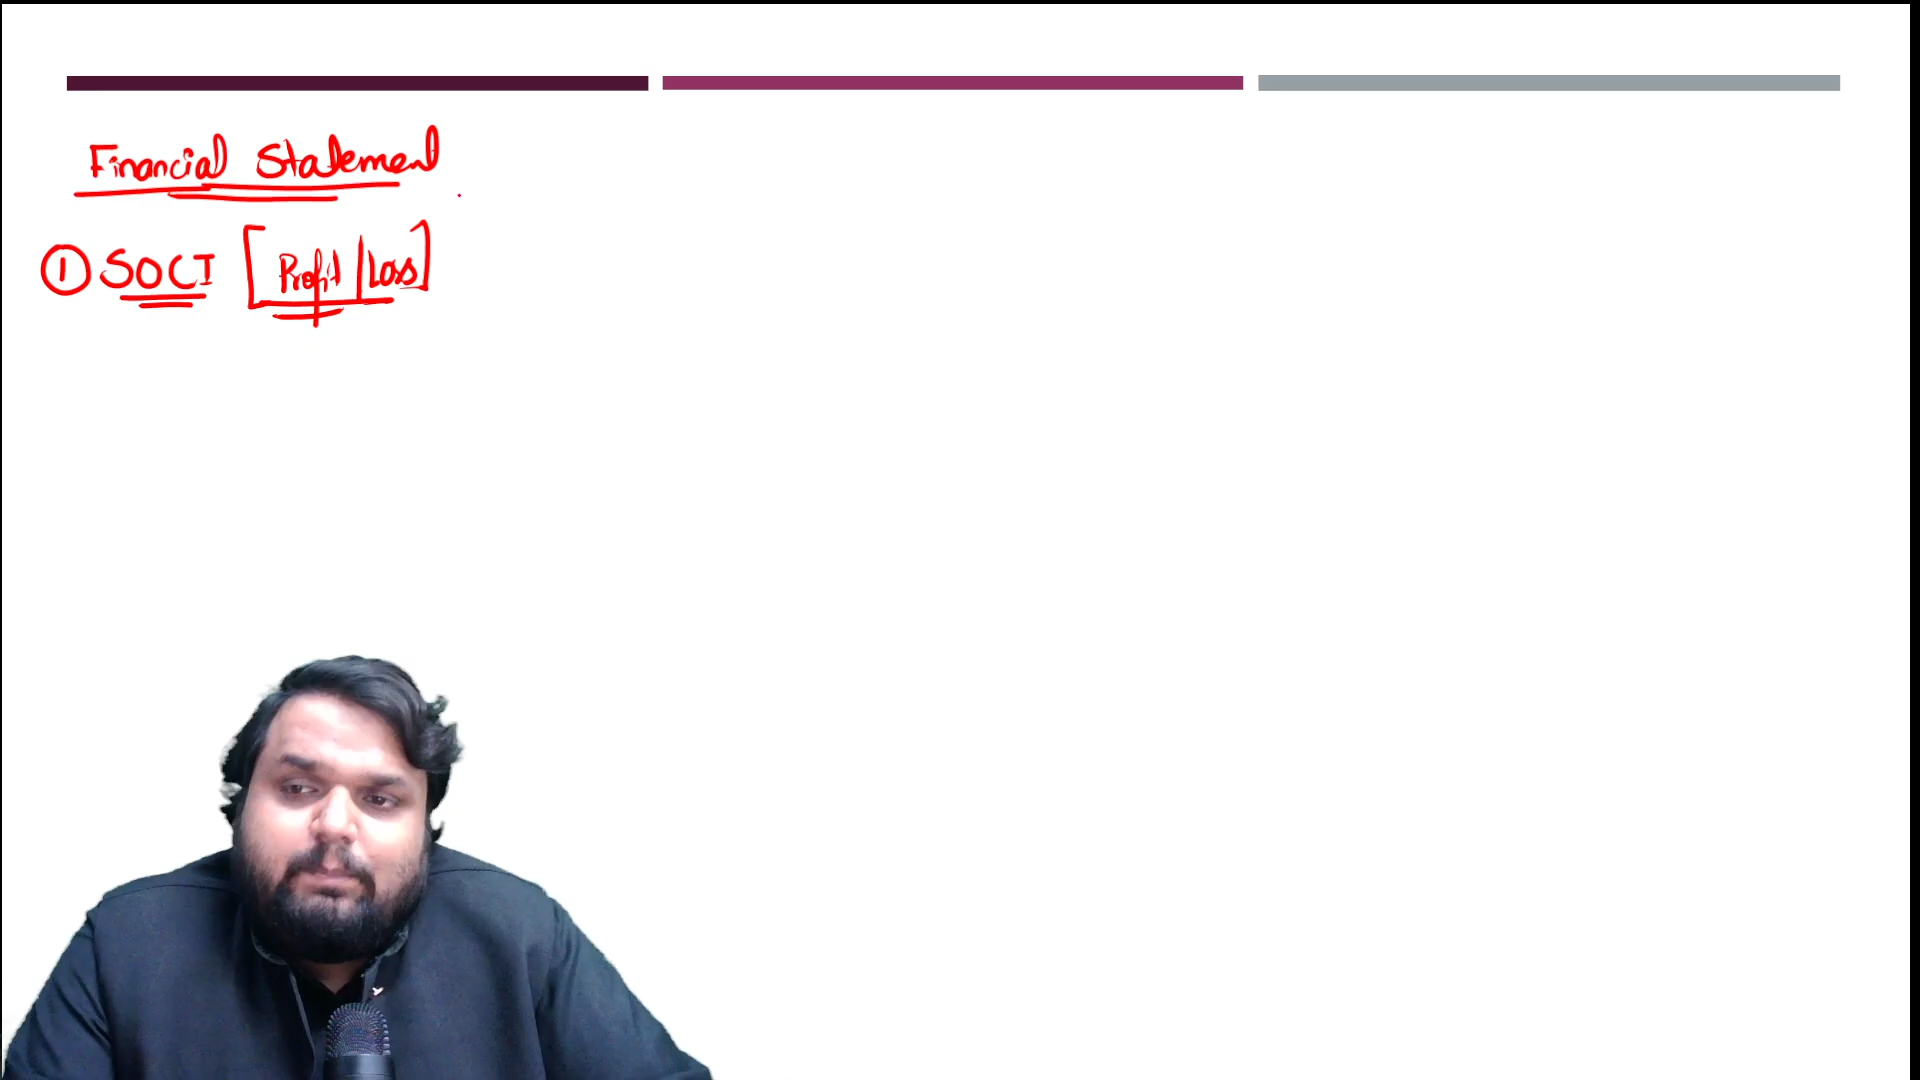 Financial Statement
① SOCI [Profit | Loss]